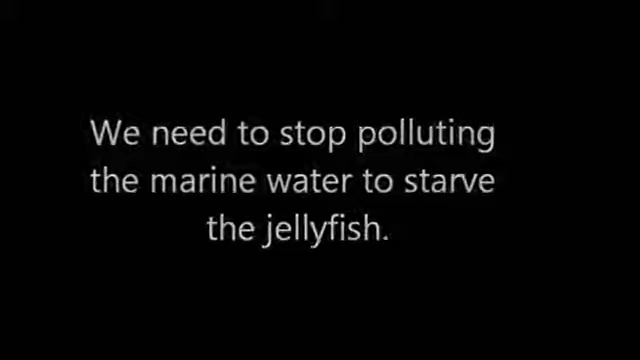 We need to stop polluting
the marine water to starve
the jellyfish.